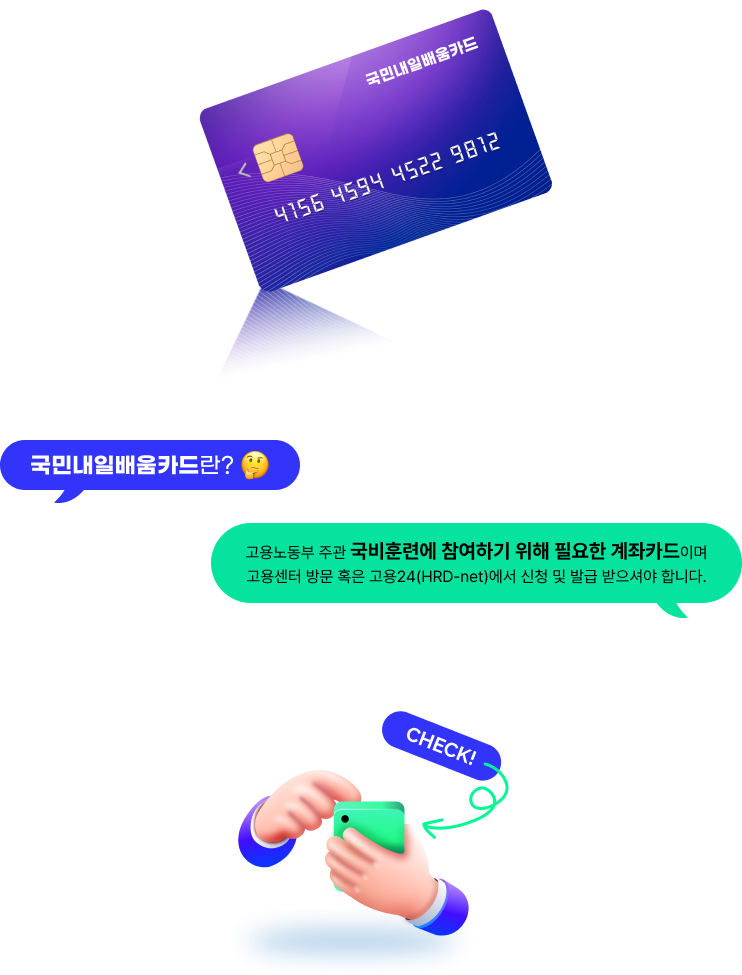 국민내일배움카드
4156 4594 4522 9812
국민내일배움카드란? 🤔
고용노동부 주관 국비훈련에 참여하기 위해 필요한 계좌카드이며
고용센터 방문 혹은 고용24(HRD-net)에서 신청 및 발급 받으셔야 합니다.
CHECK!